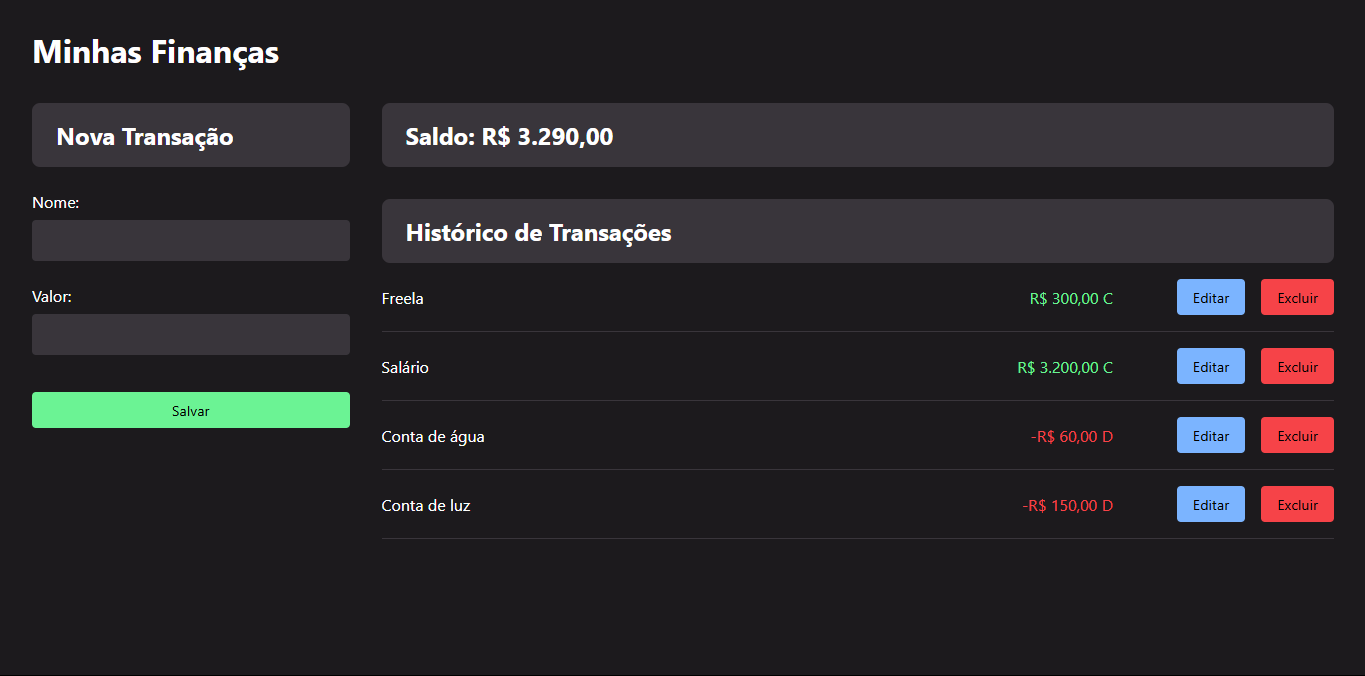 Minhas Finanças
Nova Transação
Nome:
Valor:
Salvar
Saldo: R$ 3.290,00
Histórico de Transações
Freela R$ 300,00 C Editar Excluir
Salário R$ 3.200,00 C Editar Excluir
Conta de água -R$ 60,00 D Editar Excluir
Conta de luz -R$ 150,00 D Editar Excluir